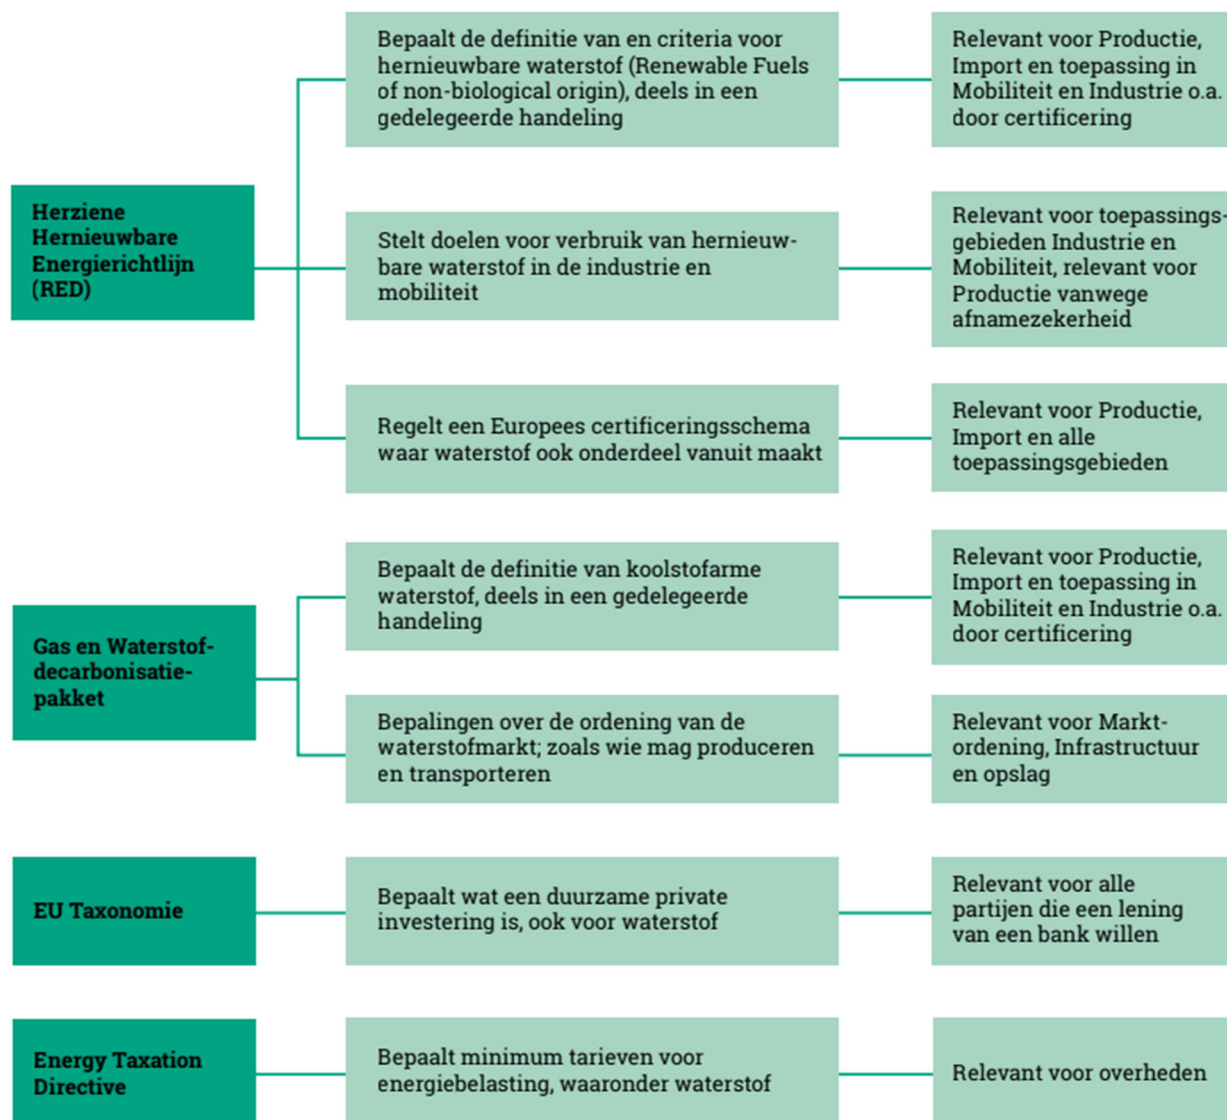 Herziene
Hernieuwbare
Energierichtlijn
(RED)
Bepaalt de definitie van en criteria voor
hernieuwbare waterstof (Renewable Fuels
of non-biological origin), deels in een
gedelegeerde handeling
Relevant voor Productie,
Import en toepassing in
Mobiliteit en Industrie o.a.
door certificering
Stelt doelen voor verbruik van hernieuw-
bare waterstof in de industrie en
mobiliteit
Relevant voor toepassings-
gebieden Industrie en
Mobiliteit, relevant voor
Productie vanwege
afnamezekerheid
Regelt een Europees certificeringsschema
waar waterstof ook onderdeel vanuit maakt
Relevant voor Productie,
Import en alle
toepassingsgebieden
Gas en Waterstof-
decarbonisatie-
pakket
Bepaalt de definitie van koolstofarme
waterstof, deels in een gedelegeerde
handeling
Relevant voor Productie,
Import en toepassing in
Mobiliteit en Industrie o.a.
door certificering
Bepalingen over de ordening van de
waterstofmarkt; zoals wie mag produceren
en transporteren
Relevant voor Markt-
ordening, Infrastructuur
en opslag
EU Taxonomie
Bepaalt wat een duurzame private
investering is, ook voor waterstof
Relevant voor alle
partijen die een lening
van een bank willen
Energy Taxation
Directive
Bepaalt minimum tarieven voor
energiebelasting, waaronder waterstof
Relevant voor overheden